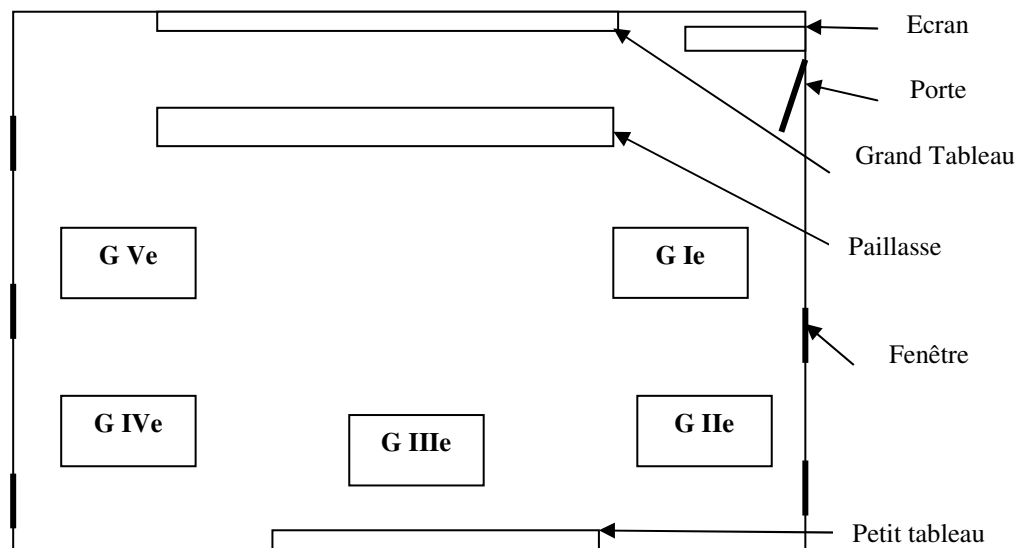 Ecran
Porte
Grand Tableau
Paillasse
G Ve
G Ie
Fenêtre
G IVe
G IIIe
G IIe
Petit tableau